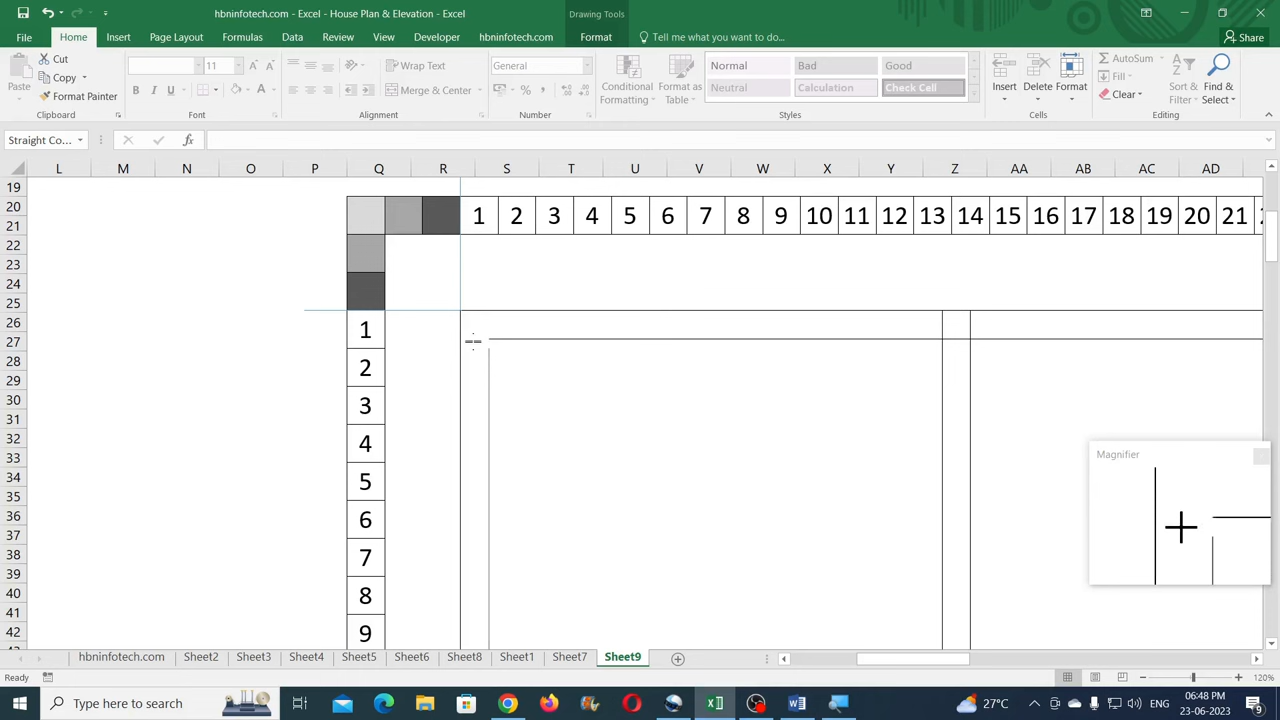 hbninfotech.com - Excel - House Plan & Elevation - Excel
Drawing Tools
File Home Insert Page Layout Formulas Data Review View Developer hbninfotech.com Format Tell me what you want to do... Share
Cut
Copy
Format Painter
Paste
Clipboard
11
Font
Wrap Text
Merge & Center
Alignment
General
Number
Conditional Formatting
Format as Table
Normal Bad Good
Neutral Calculation Check Cell
Styles
Insert Delete Format
Cells
AutoSum
Fill
Clear
Sort & Filter
Find & Select
Editing
Straight Co...
fx
L M N O P Q R S T U V W X Y Z AA AB AC AD
19
20
21
22
23
24
25
26
27
28
29
30
31
32
33
34
35
36
37
38
39
40
41
42
1 2 3 4 5 6 7 8 9 10 11 12 13 14 15 16 17 18 19 20 21
1
2
3
4
5
6
7
8
9
Magnifier
hbninfotech.com Sheet2 Sheet3 Sheet4 Sheet5 Sheet6 Sheet8 Sheet1 Sheet7 Sheet9
Ready
120%
Type here to search
27°C
ENG
06:48 PM
23-06-2023